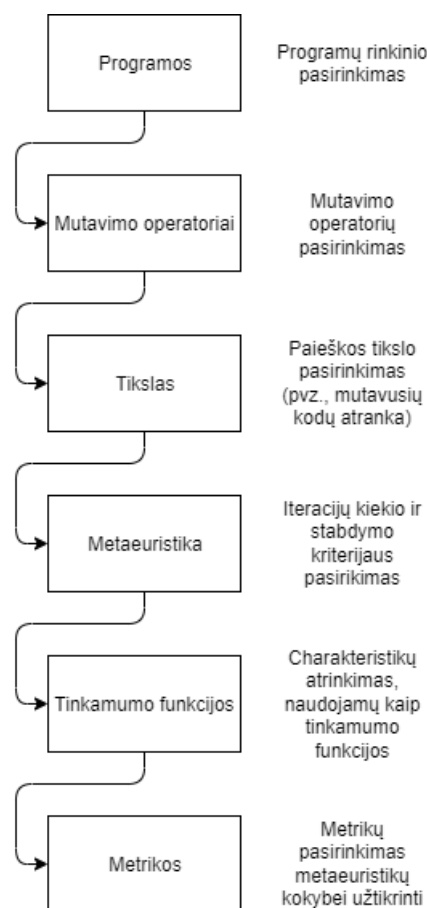 Programos
Programų rinkinio
pasirinkimas
Mutavimo operatoriai
Mutavimo
operatorių
pasirinkimas
Tikslas
Paieškos tikslo
pasirinkimas
(pvz., mutavusių
kodų atranka)
Metaeuristika
Iteracijų kiekio ir
stabdymo
kriterijaus
pasirikimas
Tinkamumo funkcijos
Charakteristikų
atrinkimas,
naudojamų kaip
tinkamumo
funkcijos
Metrikos
Metrikų
pasirinkimas
metaeuristikų
kokybei užtikrinti